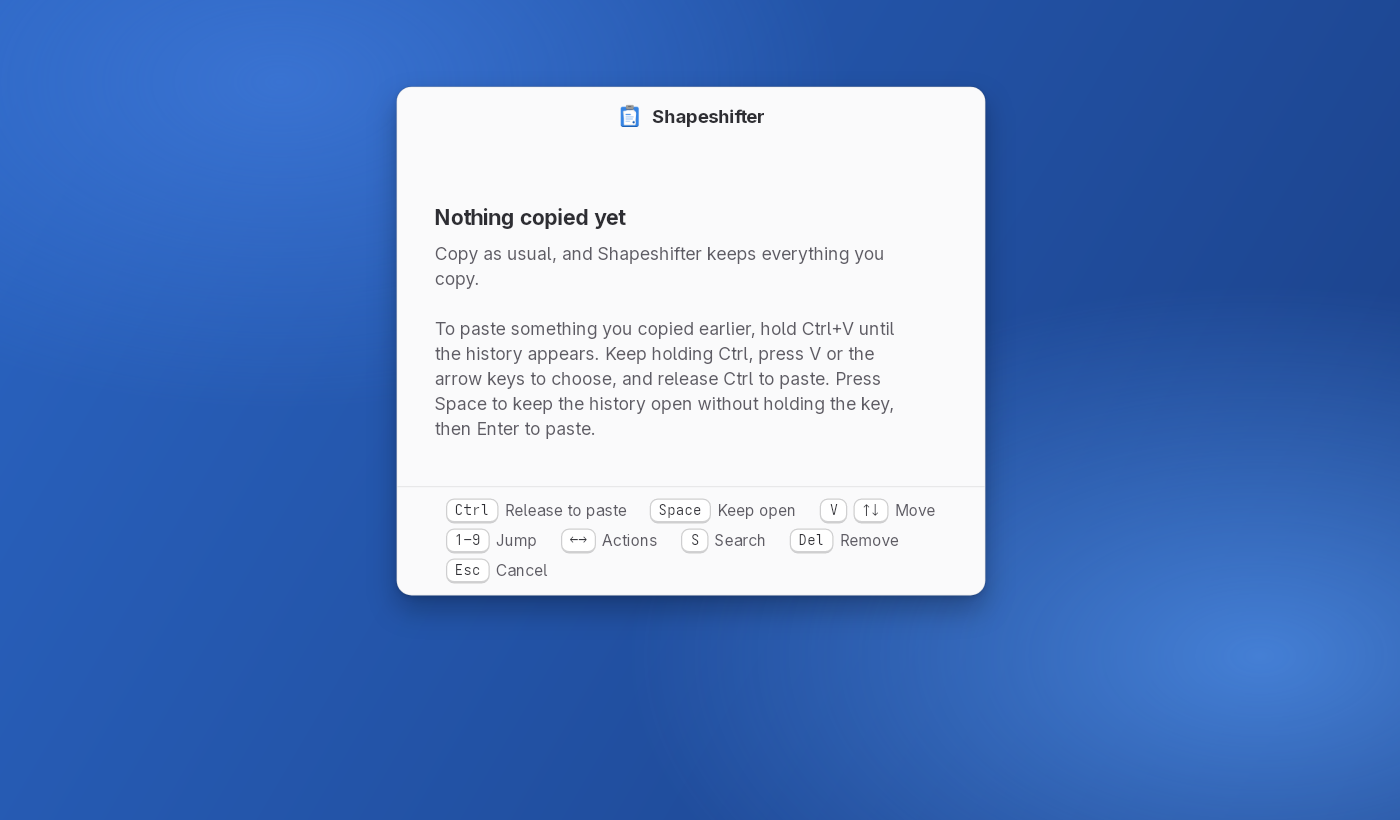 Shapeshifter
Nothing copied yet
Copy as usual, and Shapeshifter keeps everything you
copy.
To paste something you copied earlier, hold Ctrl+V until
the history appears. Keep holding Ctrl, press V or the
arrow keys to choose, and release Ctrl to paste. Press
Space to keep the history open without holding the key,
then Enter to paste.
Ctrl Release to paste Space Keep open V ↑↓ Move
1–9 Jump ←→ Actions S Search Del Remove
Esc Cancel